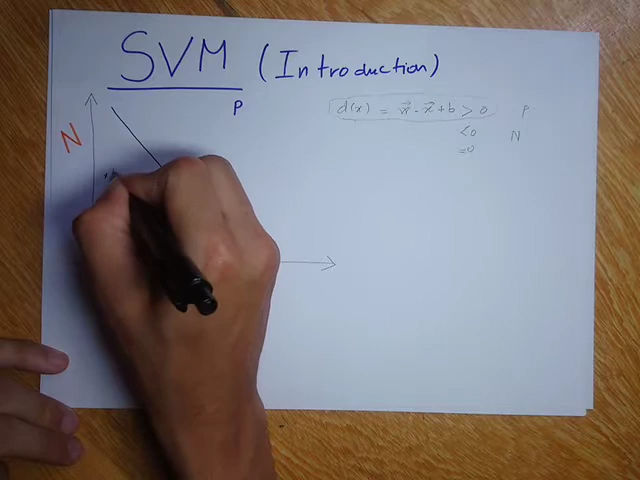 SVM (Introduction)
P
N
d(x) = w⃗ - x⃗ + b > 0 P
<0 N
=0